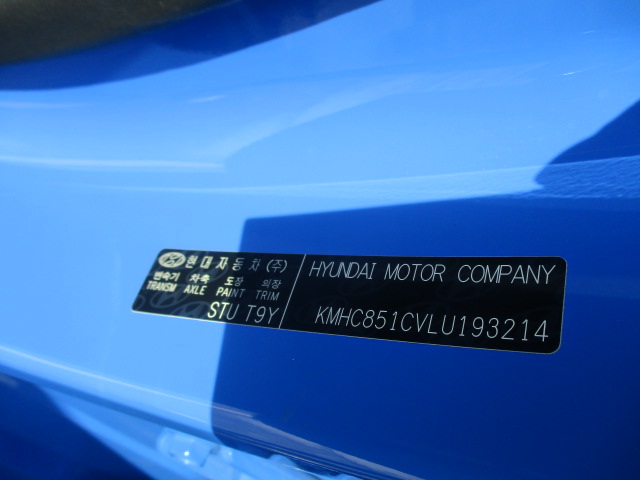 현대자동차(주)
변속기 차축 도장 의장
TRANSM AXLE PAINT TRIM
STU T9Y
HYUNDAI MOTOR COMPANY
KMHC851CVLU193214